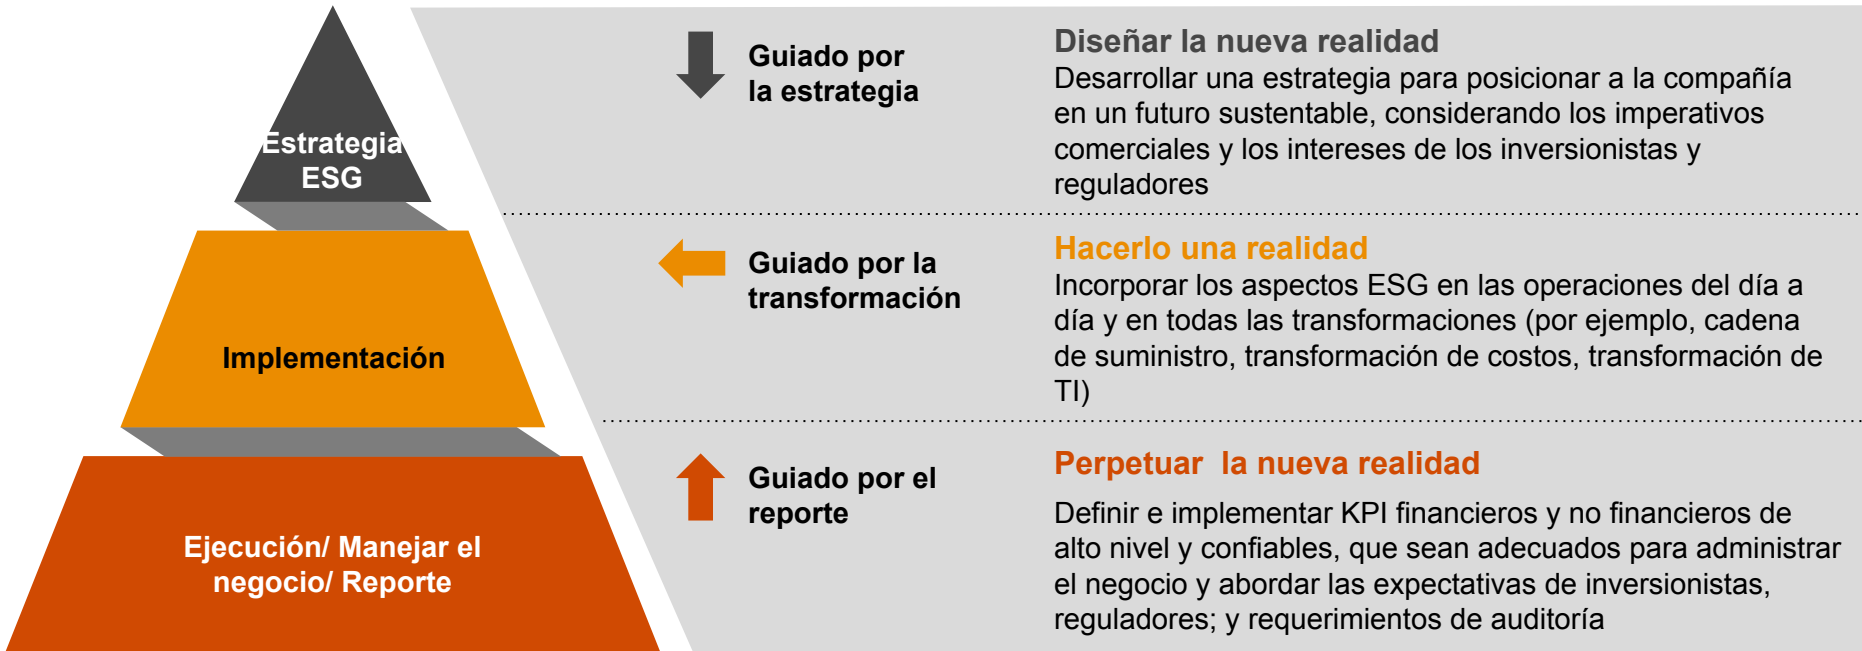 Estrategia
ESG
Guiado por
la estrategia
Diseñar la nueva realidad
Desarrollar una estrategia para posicionar a la compañía
en un futuro sustentable, considerando los imperativos
comerciales y los intereses de los inversionistas y
reguladores
Implementación
Guiado por la
transformación
Hacerlo una realidad
Incorporar los aspectos ESG en las operaciones del día a
día y en todas las transformaciones (por ejemplo, cadena
de suministro, transformación de costos, transformación de
TI)
Ejecución/ Manejar el
negocio/ Reporte
Guiado por el
reporte
Perpetuar  la nueva realidad
Definir e implementar KPI financieros y no financieros de
alto nivel y confiables, que sean adecuados para administrar
el negocio y abordar las expectativas de inversionistas,
reguladores; y requerimientos de auditoría